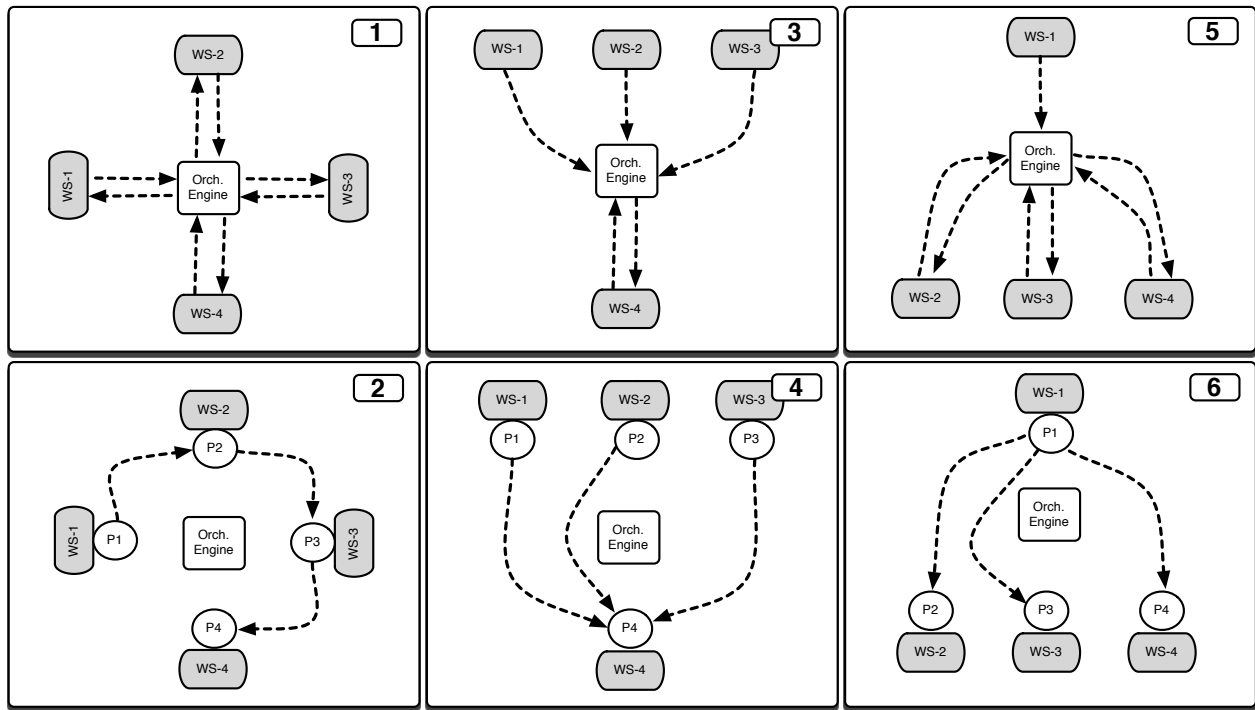 1
WS-2
WS-1
Orch.
Engine
WS-3
WS-4
3
WS-1
WS-2
WS-3
Orch.
Engine
WS-4
5
WS-1
Orch.
Engine
WS-2
WS-3
WS-4
2
WS-2
P2
WS-1
P1
Orch.
Engine
P3
WS-3
P4
WS-4
4
WS-1
WS-2
WS-3
P1
P2
P3
Orch.
Engine
P4
WS-4
6
WS-1
P1
Orch.
Engine
P2
P3
P4
WS-2
WS-3
WS-4